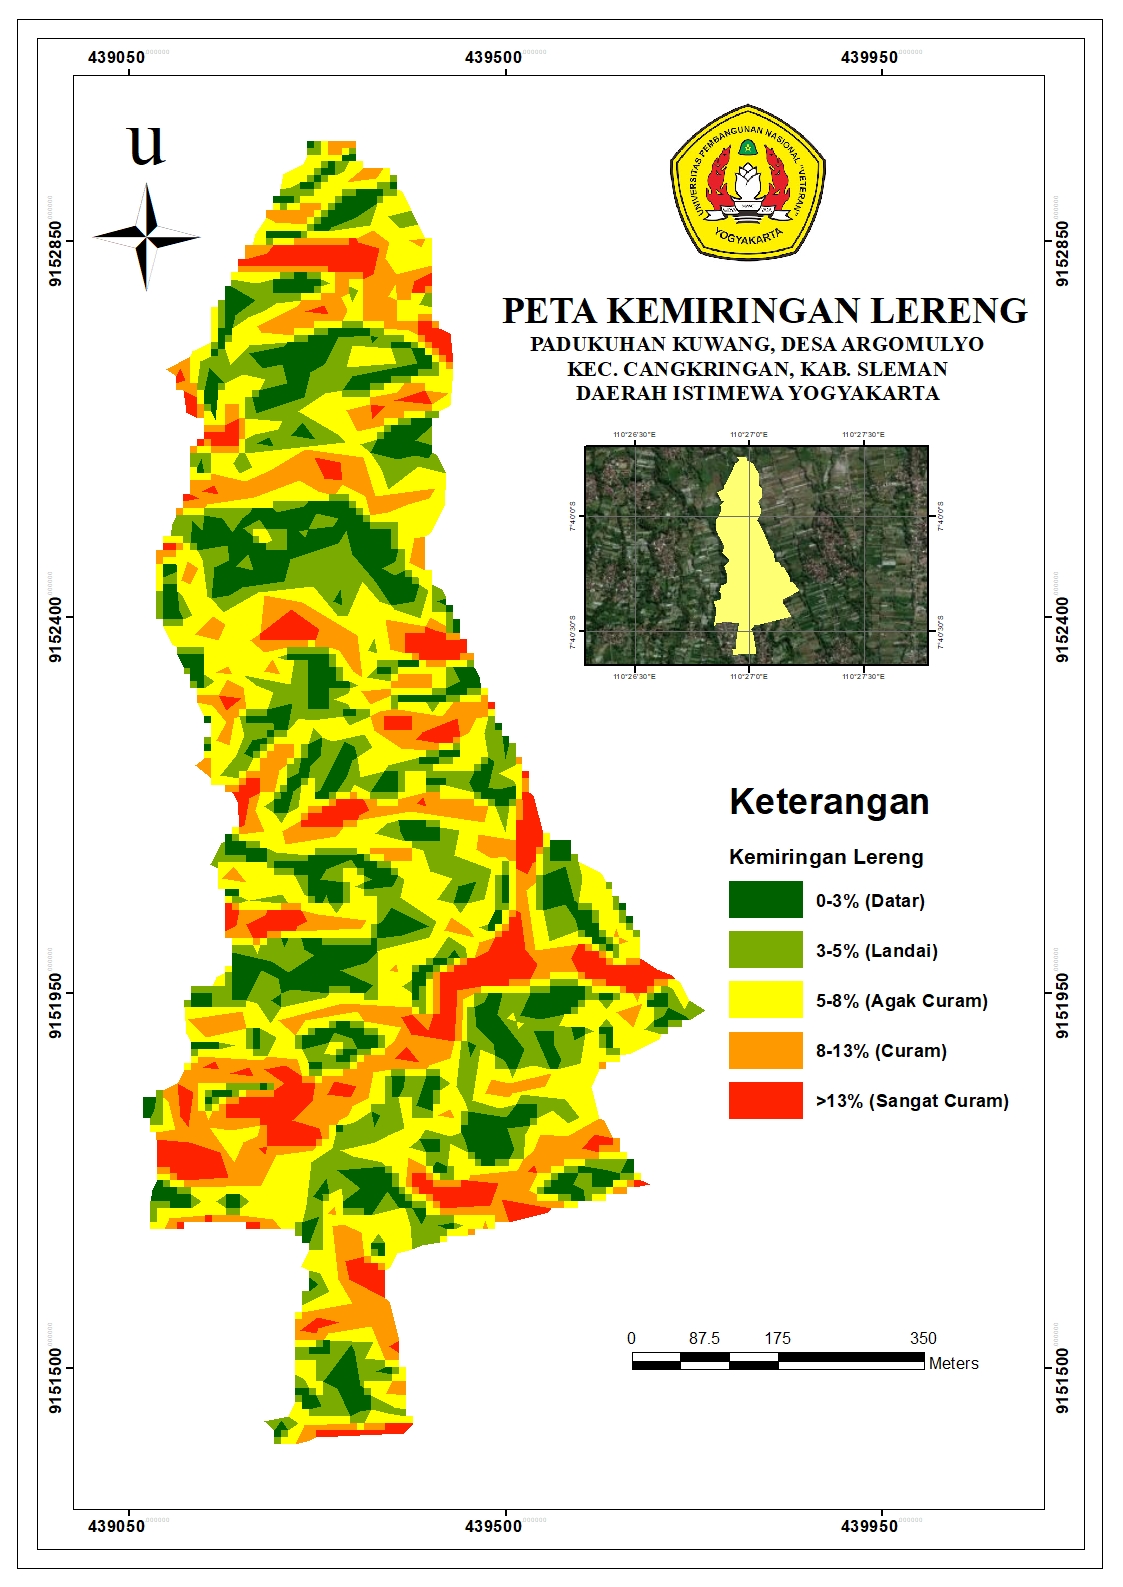 439050
439500
439950
u
UNIVERSITAS PEMBANGUNAN NASIONAL "VETERAN"
YOGYAKARTA
9152850
9152850
PETA KEMIRINGAN LERENG
PADUKUHAN KUWANG, DESA ARGOMULYO
KEC. CANGKRINGAN, KAB. SLEMAN
DAERAH ISTIMEWA YOGYAKARTA
110°26'30"E
110°27'0"E
110°27'30"E
7°40'0"S
7°40'0"S
7°40'30"S
7°40'30"S
110°26'30"E
110°27'0"E
110°27'30"E
9152400
9152400
Keterangan
Kemiringan Lereng
0-3% (Datar)
3-5% (Landai)
5-8% (Agak Curam)
8-13% (Curam)
>13% (Sangat Curam)
9151950
9151950
0
87.5
175
350
Meters
9151500
9151500
439050
439500
439950